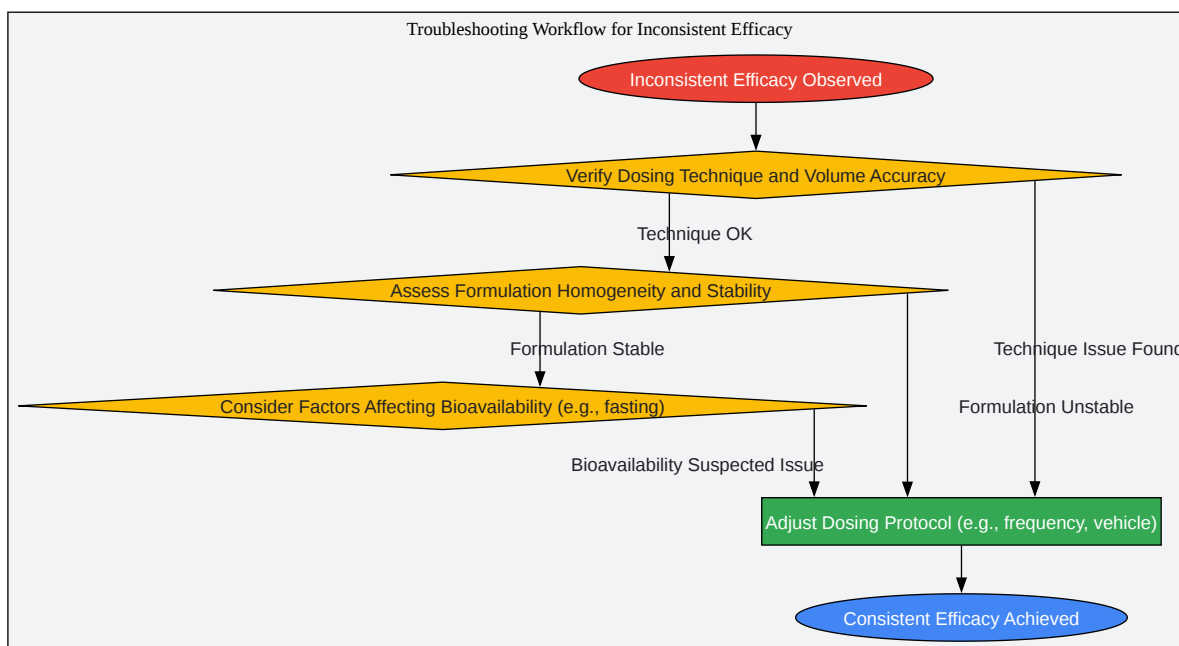 Troubleshooting Workflow for Inconsistent Efficacy
Inconsistent Efficacy Observed
Verify Dosing Technique and Volume Accuracy
Technique OK
Assess Formulation Homogeneity and Stability
Formulation Stable
Technique Issue Found
Consider Factors Affecting Bioavailability (e.g., fasting)
Formulation Unstable
Bioavailability Suspected Issue
Adjust Dosing Protocol (e.g., frequency, vehicle)
Consistent Efficacy Achieved